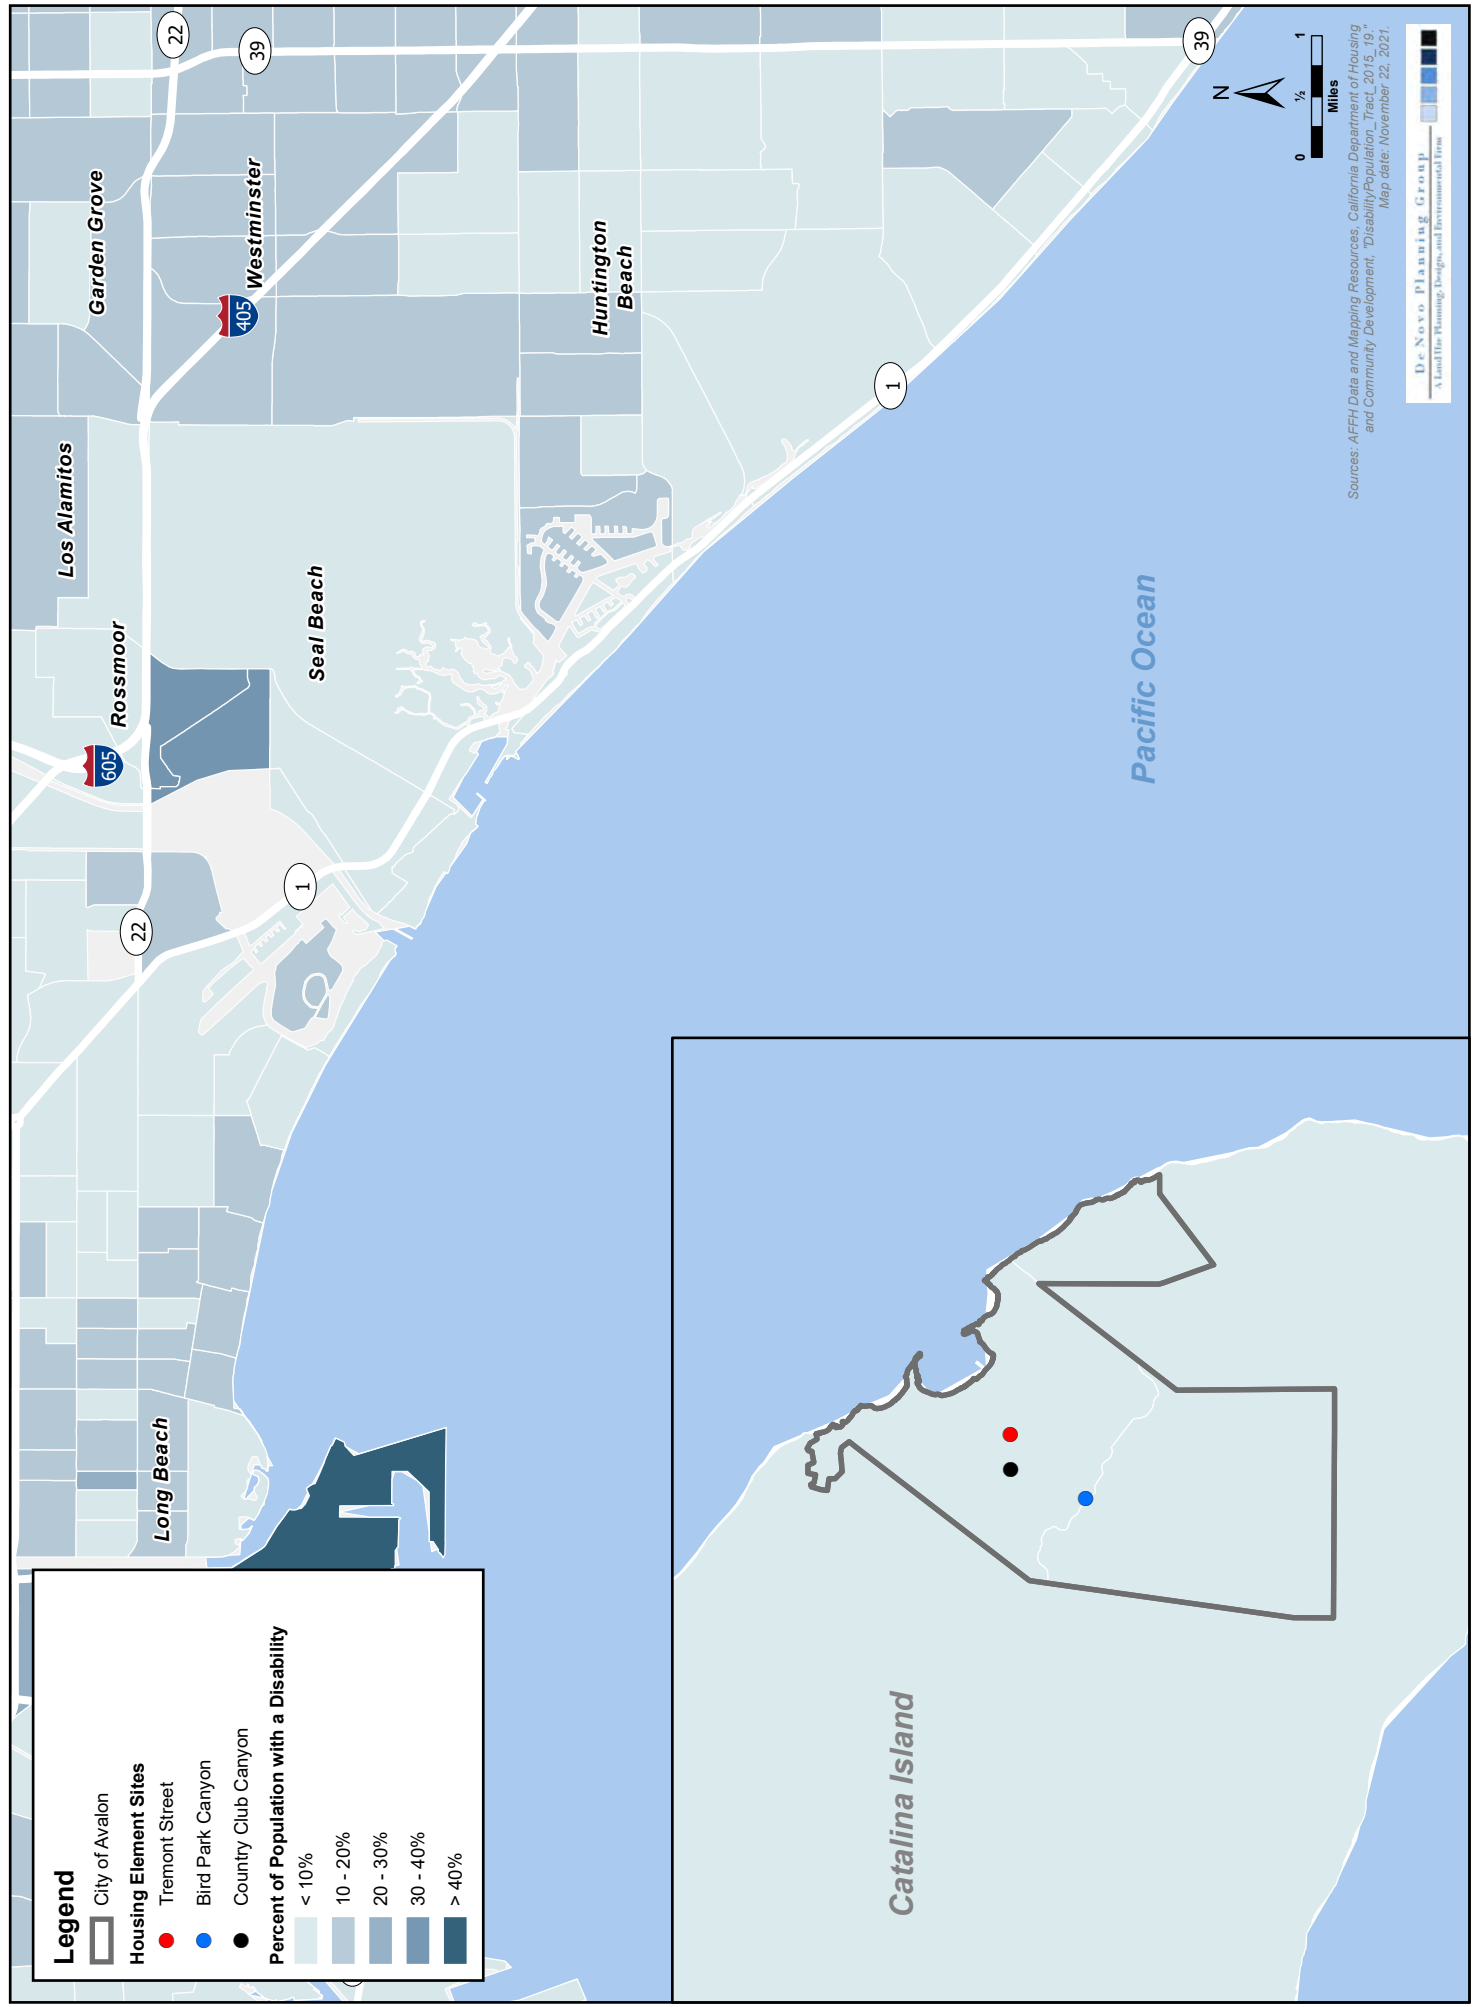 Legend
City of Avalon
Housing Element Sites
Tremont Street
Bird Park Canyon
Country Club Canyon
Percent of Population with a Disability
< 10%
10 - 20%
20 - 30%
30 - 40%
> 40%
Long Beach
22
1
605
Rossmoor
Los Alamitos
Seal Beach
Garden Grove
22
39
405
Westminster
Huntington
Beach
1
39
Pacific Ocean
Catalina Island
N
0 ½ 1
Miles
Sources: AFFH Data and Mapping Resources, California Department of Housing
and Community Development, "DisabilityPopulation_Tract_2015_19."
Map date: November 22, 2021.
De Novo Planning Group
A Land Use Planning, Design, and Environmental Firm